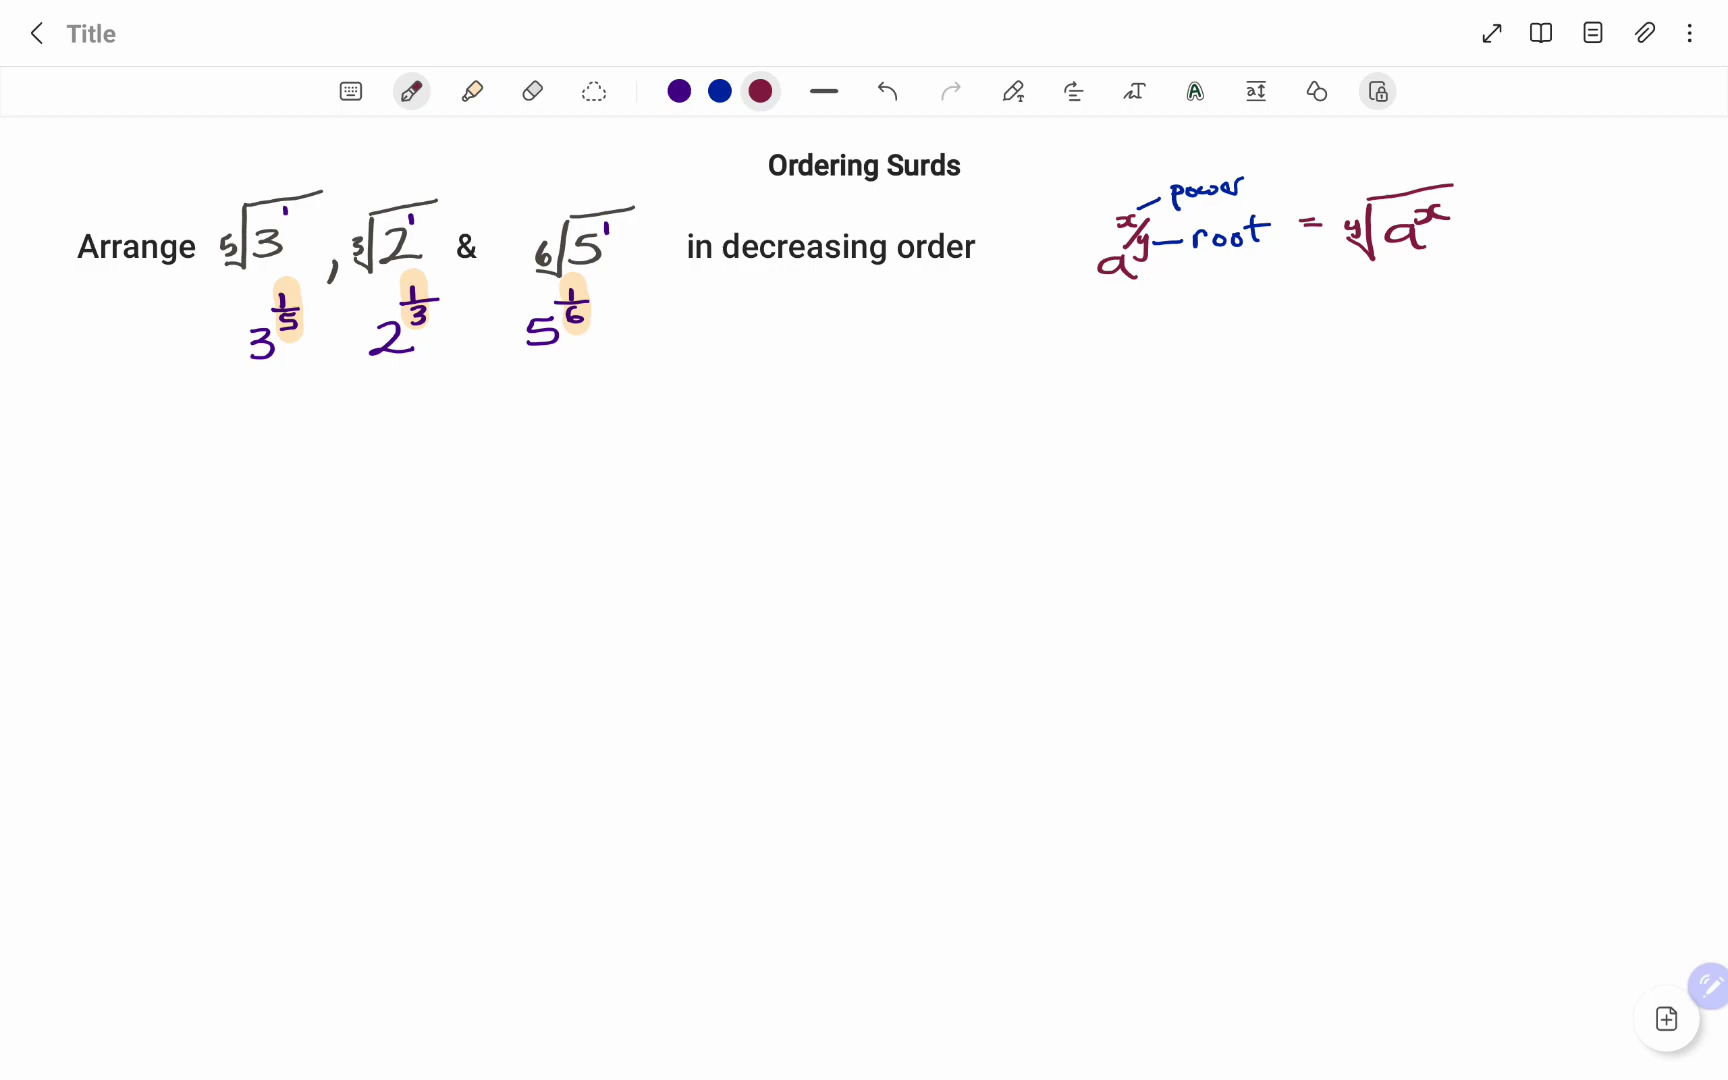 Title
Ordering Surds
Arrange ⁵√3¹ , ³√2¹ & ⁶√5¹ in decreasing order
3^(1/5) 2^(1/3) 5^(1/6)
a^(x/y) power root = ʸ√aˣ